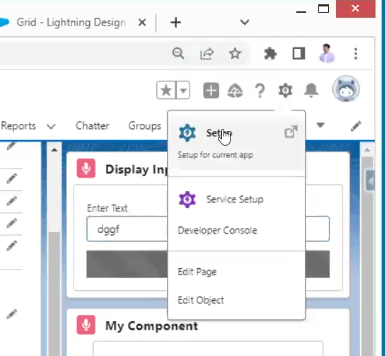 Grid - Lightning Design
Reports
Chatter
Groups
Setup
Setup for current app
Service Setup
Developer Console
Edit Page
Edit Object
Display Inp
Enter Text
dggf
My Component